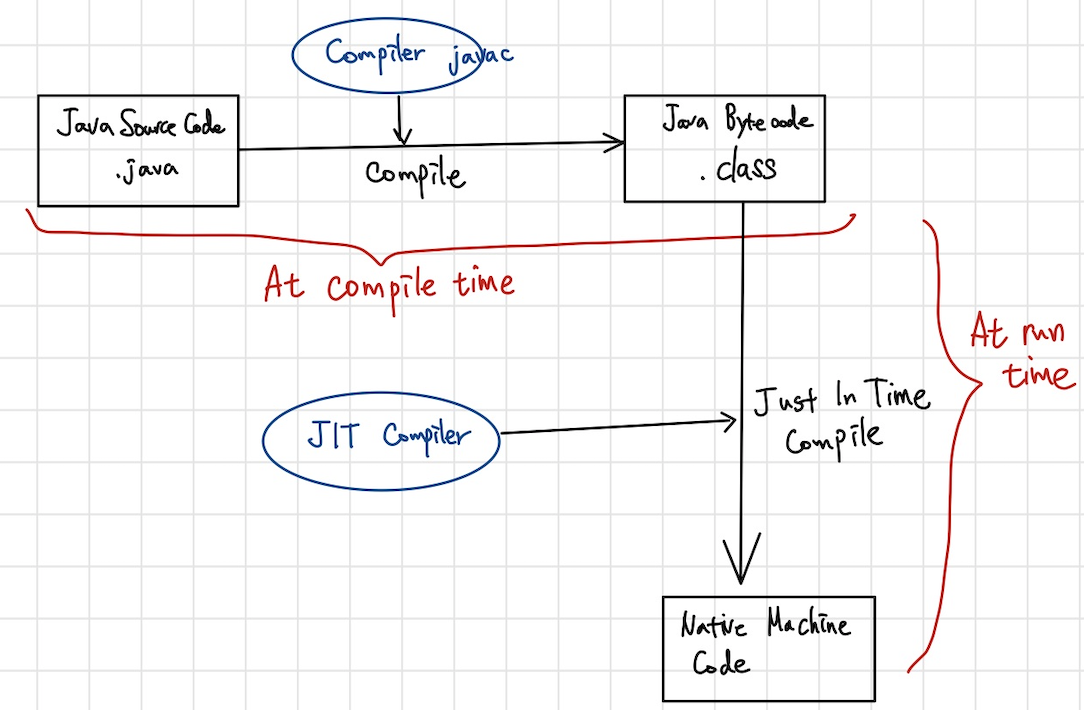 Compiler javac
Java Source Code
.java
Compile
Java Bytecode
.class
At compile time
At run
time
Just In Time
Compile
JIT Compiler
Native Machine
Code